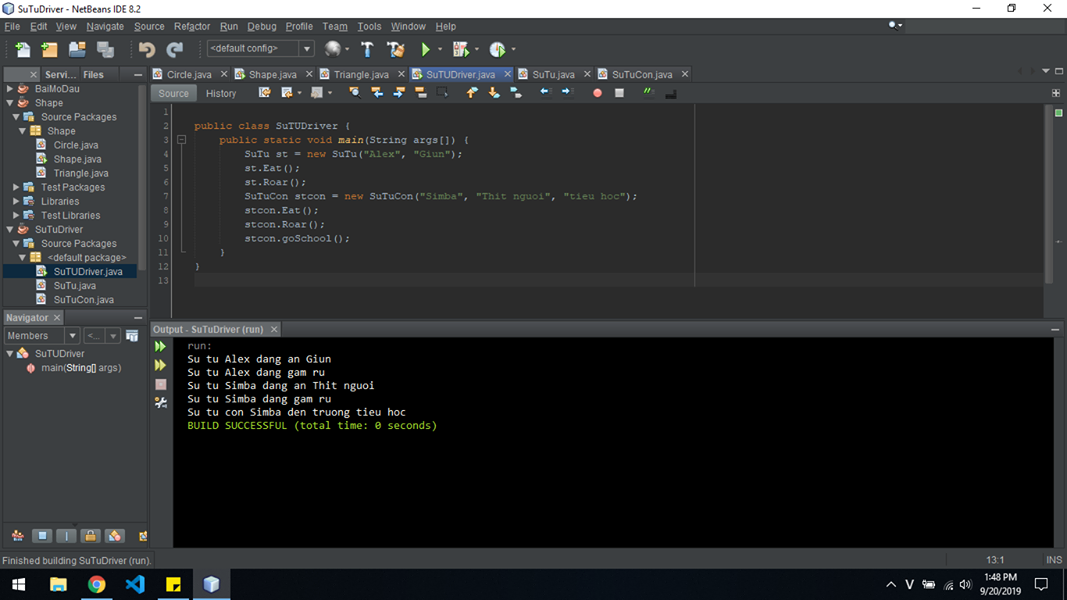 SuTuDriver - NetBeans IDE 8.2
File Edit View Navigate Source Refactor Run Debug Profile Team Tools Window Help
<default config>
Servi... Files
Circle.java Shape.java Triangle.java SuTUDriver.java SuTu.java SuTuCon.java
Source History
BaiMoDau
Shape
Source Packages
Shape
Circle.java
Shape.java
Triangle.java
Test Packages
Libraries
Test Libraries
SuTuDriver
Source Packages
<default package>
SuTUDriver.java
SuTu.java
SuTuCon.java
1
2 public class SuTUDriver {
3 public static void main(String args[]) {
4 SuTu st = new SuTu("Alex", "Giun");
5 st.Eat();
6 st.Roar();
7 SuTuCon stcon = new SuTuCon("Simba", "Thit nguoi", "tieu hoc");
8 stcon.Eat();
9 stcon.Roar();
10 stcon.goSchool();
11 }
12 }
13
Navigator
Members <...
SuTUDriver
main(String[] args)
Output - SuTuDriver (run)
run:
Su tu Alex dang an Giun
Su tu Alex dang gam ru
Su tu Simba dang an Thit nguoi
Su tu Simba dang gam ru
Su tu con Simba den truong tieu hoc
BUILD SUCCESSFUL (total time: 0 seconds)
Finished building SuTuDriver (run).
13:1 INS
V
1:48 PM
9/20/2019